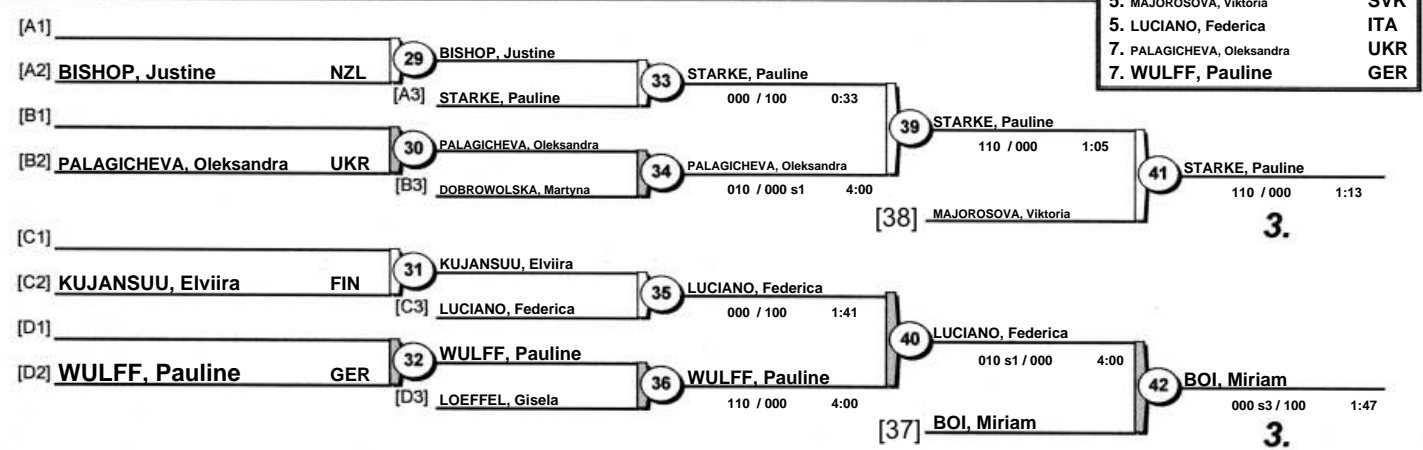 5. MAJOROSOVA, Viktoria SVK
5. LUCIANO, Federica ITA
7. PALAGICHEVA, Oleksandra UKR
7. WULFF, Pauline GER
[A1]
[A2] BISHOP, Justine NZL
29
BISHOP, Justine
[A3] STARKE, Pauline
33
STARKE, Pauline
000 / 100 0:33
[B1]
[B2] PALAGICHEVA, Oleksandra UKR
30
PALAGICHEVA, Oleksandra
[B3] DOBROWOLSKA, Martyna
34
PALAGICHEVA, Oleksandra
010 / 000 s1 4:00
39
STARKE, Pauline
110 / 000 1:05
[38] MAJOROSOVA, Viktoria
41
STARKE, Pauline
110 / 000 1:13
3.
[C1]
[C2] KUJANSUU, Elviira FIN
31
KUJANSUU, Elviira
[C3] LUCIANO, Federica
35
LUCIANO, Federica
000 / 100 1:41
[D1]
[D2] WULFF, Pauline GER
32
WULFF, Pauline
[D3] LOEFFEL, Gisela
36
WULFF, Pauline
110 / 000 4:00
40
LUCIANO, Federica
010 s1 / 000 4:00
[37] BOI, Miriam
42
BOI, Miriam
000 s3 / 100 1:47
3.